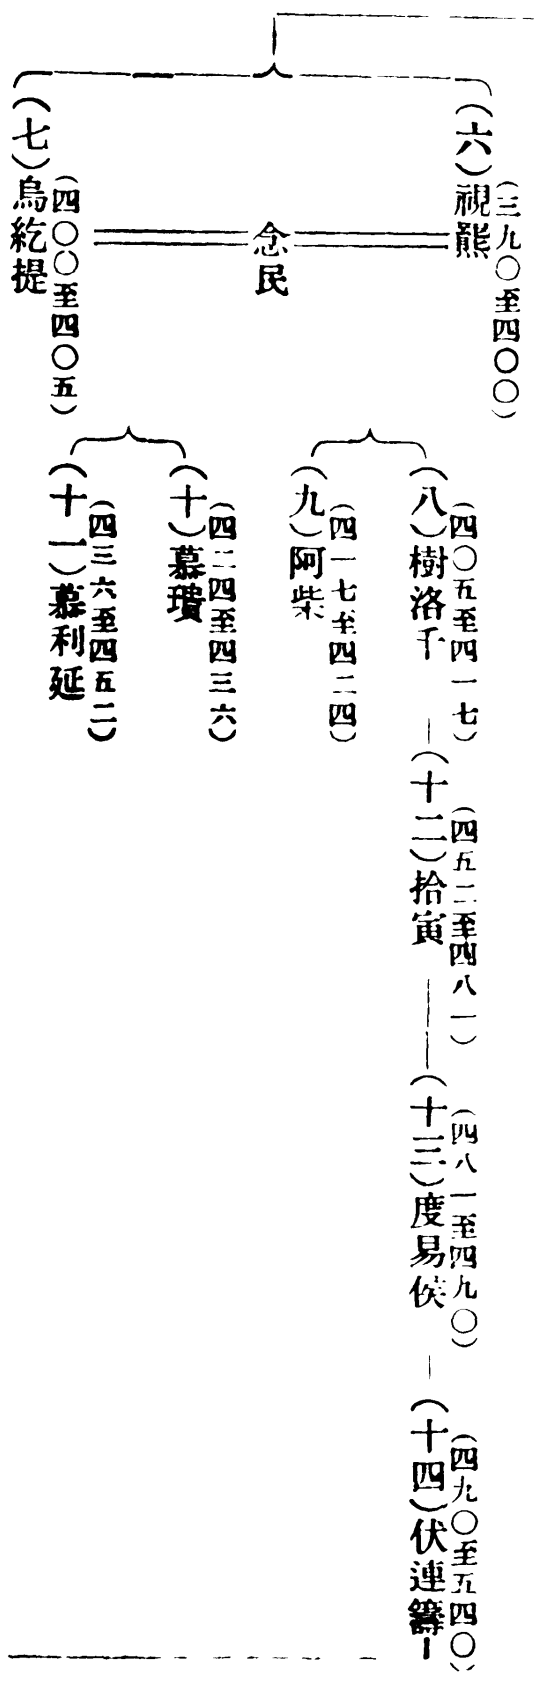 （六）視羆
（三九〇至四〇〇）
念氏
（七）烏紇提
（四〇〇至四〇五）
（八）樹洛干
（四〇五至四一七）
（九）阿柴
（四一七至四二四）
（十）慕璝
（四二四至四三六）
（十一）慕利延
（四三六至四五二）
（十二）拾寅
（四五二至四八一）
（十三）度易侯
（四八一至四九〇）
（十四）伏連籌
（四九〇至五四〇）